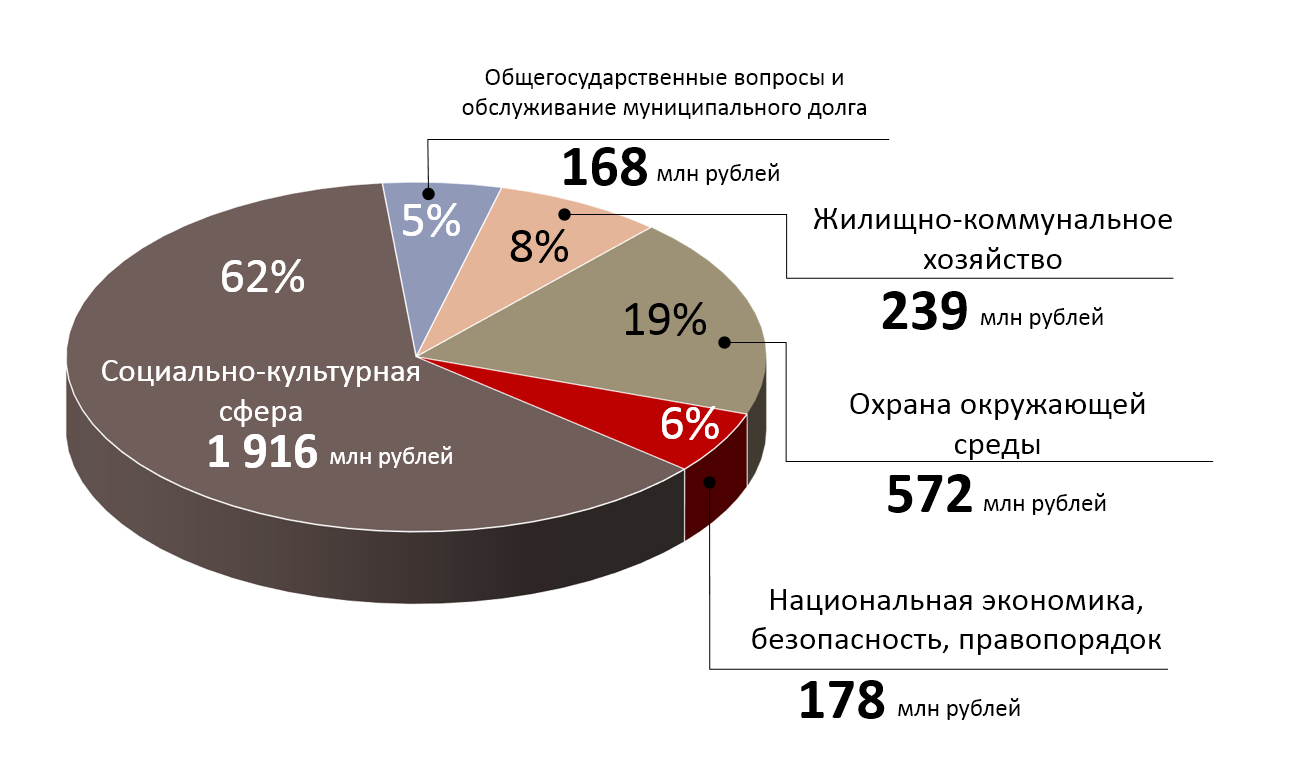 Общегосударственные вопросы и
обслуживание муниципального долга
168 млн рублей
5%
8%
Жилищно-коммунальное
хозяйство
239 млн рублей
62%
19%
Социально-культурная
сфера
1 916 млн рублей
6%
Охрана окружающей
среды
572 млн рублей
Национальная экономика,
безопасность, правопорядок
178 млн рублей